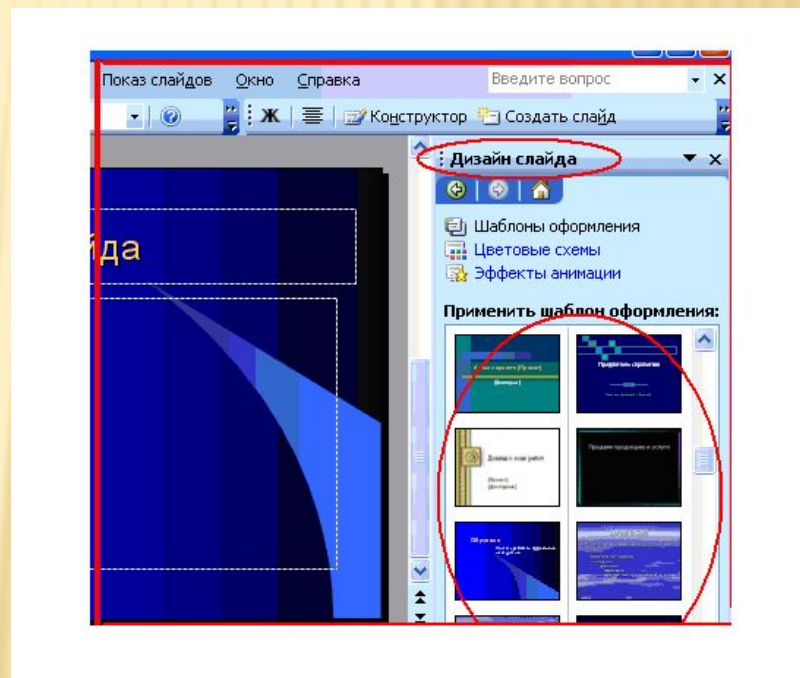 Показ слайдов Окно Справка Введите вопрос
Ж Конструктор Создать слайд
Дизайн слайда
йда
Шаблоны оформления
Цветовые схемы
Эффекты анимации
Применить шаблон оформления:
Обучение